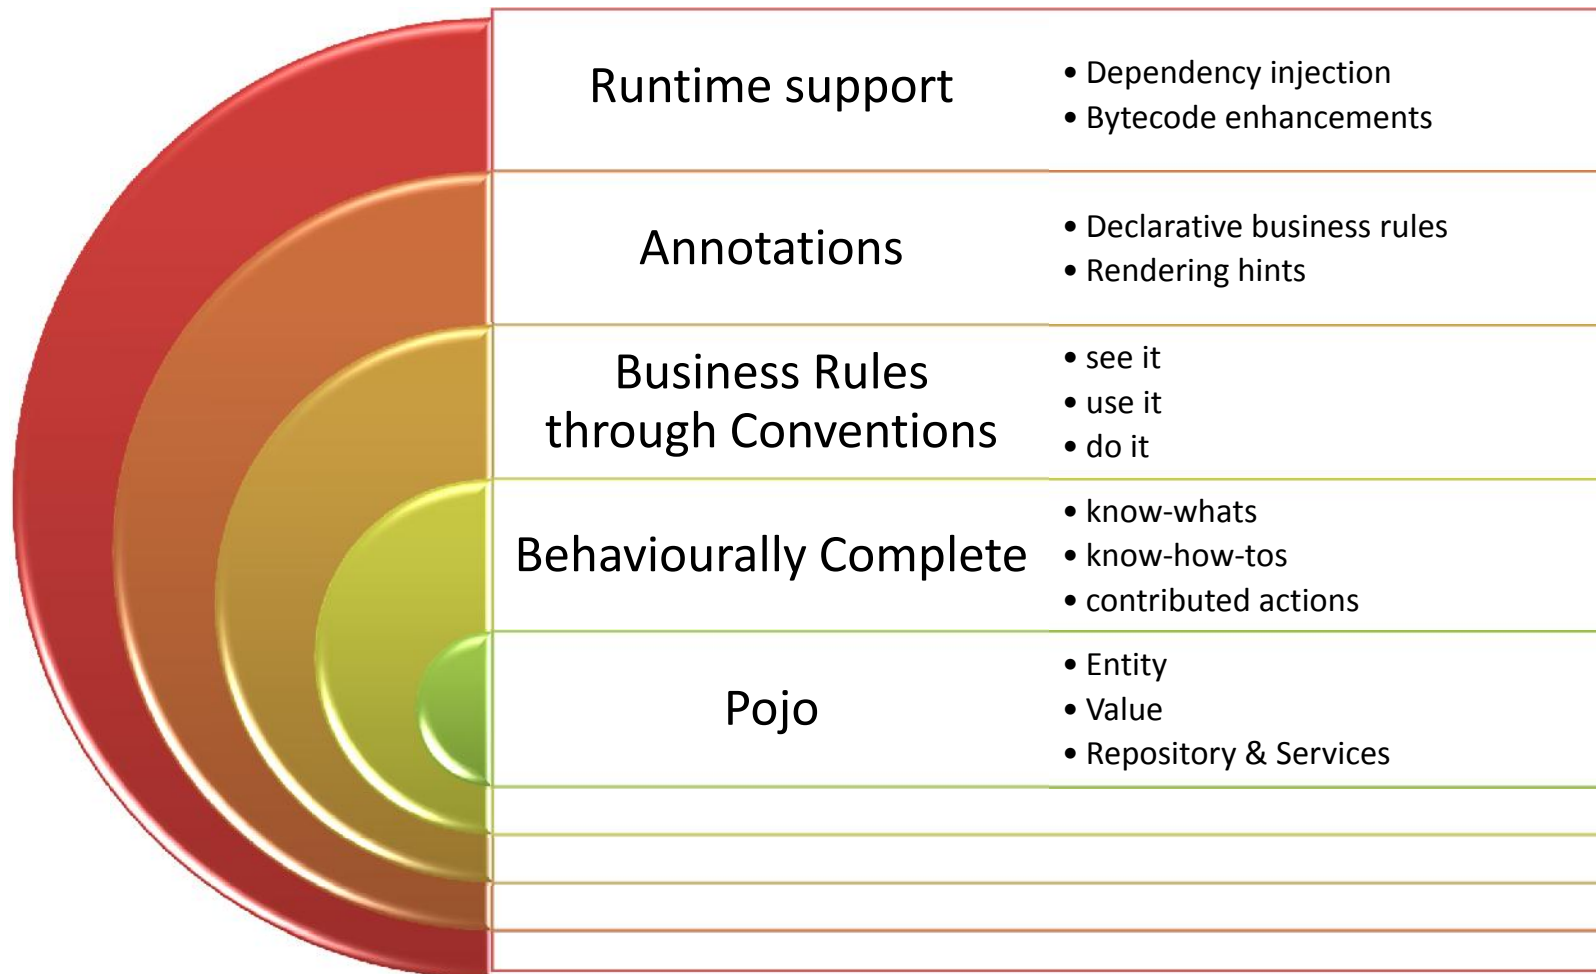 Runtime support
• Dependency injection
• Bytecode enhancements
Annotations
• Declarative business rules
• Rendering hints
Business Rules
through Conventions
• see it
• use it
• do it
Behaviourally Complete
• know-whats
• know-how-tos
• contributed actions
Pojo
• Entity
• Value
• Repository & Services